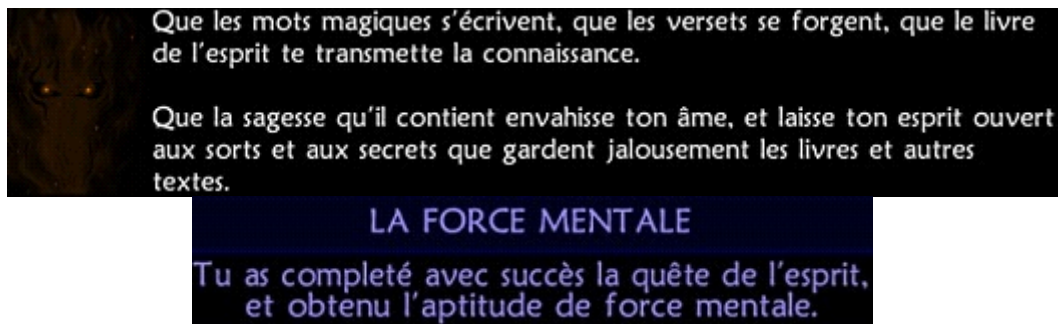 Que les mots magiques s'écrivent, que les versets se forgent, que le livre
de l'esprit te transmette la connaissance.
Que la sagesse qu'il contient envahisse ton âme, et laisse ton esprit ouvert
aux sorts et aux secrets que gardent jalousement les livres et autres
textes.
LA FORCE MENTALE
Tu as completé avec succès la quête de l'esprit,
et obtenu l'aptitude de force mentale.